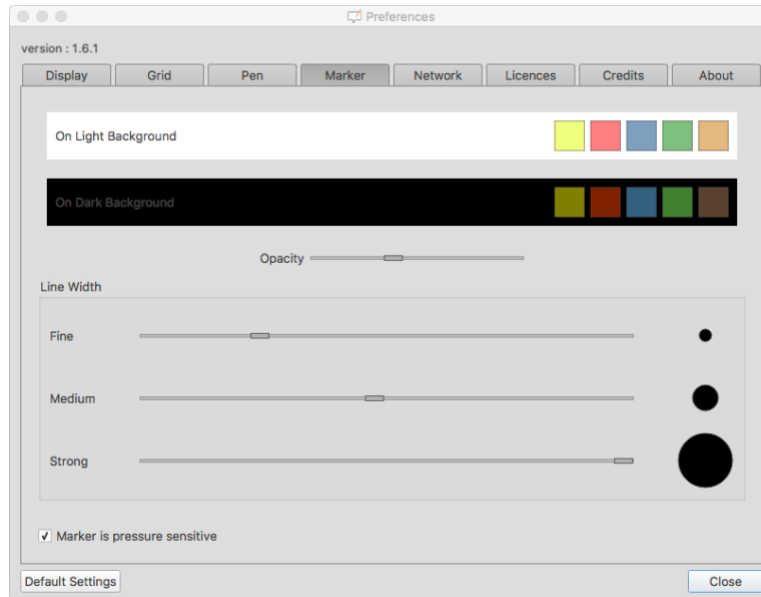 Preferences
version : 1.6.1
Display Grid Pen Marker Network Licences Credits About
On Light Background
On Dark Background
Opacity
Line Width
Fine
Medium
Strong
Marker is pressure sensitive
Default Settings Close